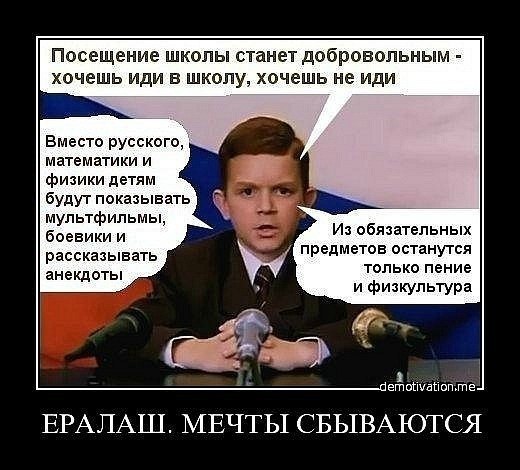 Посещение школы станет добровольным -
хочешь иди в школу, хочешь не иди
Вместо русского,
математики и
физики детям
будут показывать
мультфильмы,
боевики и
рассказывать
анекдоты
Из обязательных
предметов останутся
только пение
и физкультура
demotivation.me
ЕРАЛАШ. МЕЧТЫ СБЫВАЮТСЯ